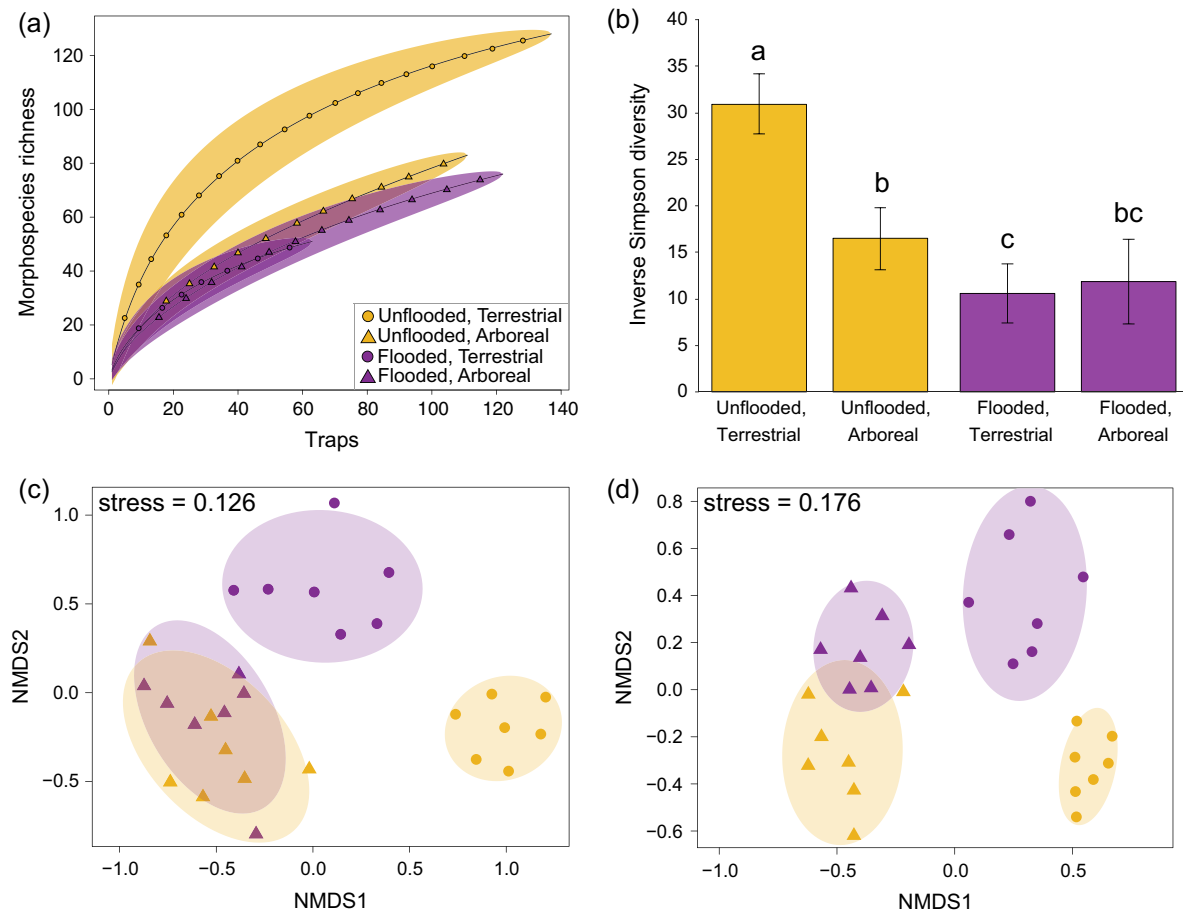 (a)
Morphospecies richness
120
100
80
60
40
20
0
0 20 40 60 80 100 120 140
Traps
Unflooded, Terrestrial
Unflooded, Arboreal
Flooded, Terrestrial
Flooded, Arboreal
(b)
Inverse Simpson diversity
40
35
30
25
20
15
10
5
0
a
b
c
bc
Unflooded,
Terrestrial
Unflooded,
Arboreal
Flooded,
Terrestrial
Flooded,
Arboreal
(c)
stress = 0.126
NMDS2
1.0
0.5
0.0
−0.5
−1.0 −0.5 0.0 0.5 1.0
NMDS1
(d)
stress = 0.176
NMDS2
0.8
0.6
0.4
0.2
0.0
−0.2
−0.4
−0.6
−1.0 −0.5 0.0 0.5
NMDS1